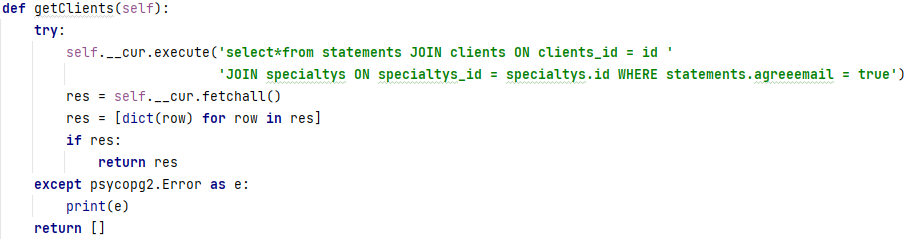 def getClients(self):
    try:
        self.__cur.execute('select*from statements JOIN clients ON clients_id = id '
                           'JOIN specialtys ON specialtys_id = specialtys.id WHERE statements.agreeemail = true')
        res = self.__cur.fetchall()
        res = [dict(row) for row in res]
        if res:
            return res
    except psycopg2.Error as e:
        print(e)
    return []